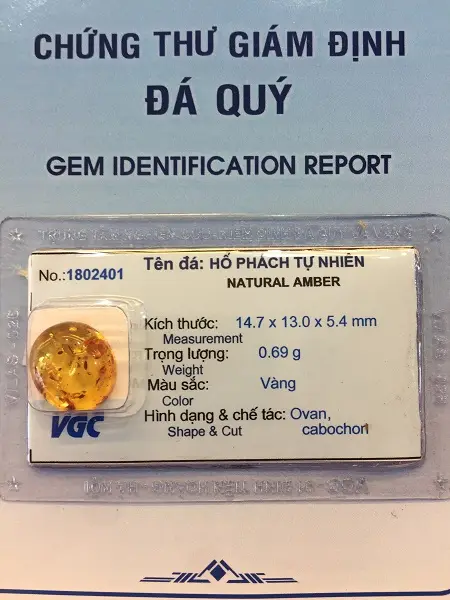 CHỨNG THƯ GIÁM ĐỊNH
ĐÁ QUÝ
GEM IDENTIFICATION REPORT
No.:1802401
Tên đá: HỔ PHÁCH TỰ NHIÊN
NATURAL AMBER
Kích thước: 14.7 x 13.0 x 5.4 mm
Measurement
Trọng lượng: 0.69 g
Weight
Màu sắc: Vàng
Color
Hình dạng & chế tác: Ovan,
Shape & Cut cabochon
VGC